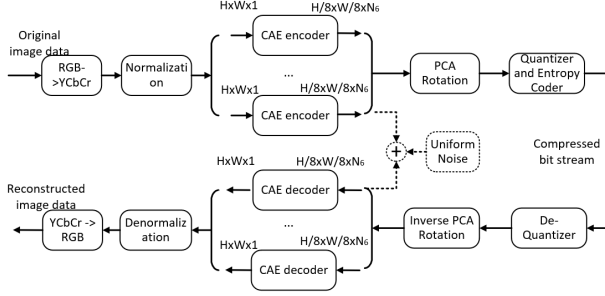 HxWx1
H/8xW/8xN6
Original
image data
RGB-
>YCbCr
Normalizati
on
CAE encoder
...
HxWx1
H/8xW/8xN6
CAE encoder
PCA
Rotation
Quantizer
and Entropy
Coder
+
Uniform
Noise
Compressed
bit stream
HxWx1
H/8xW/8xN6
Reconstructed
image data
YCbCr ->
RGB
Denormaliz
ation
CAE decoder
...
HxWx1
H/8xW/8xN6
CAE decoder
Inverse PCA
Rotation
De-
Quantizer